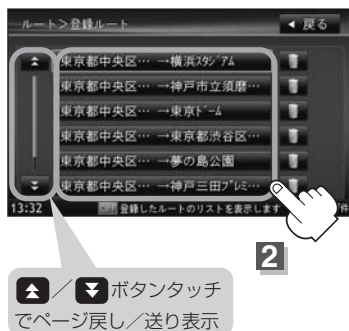 ルート>登録ルート
◀ 戻る
東京都中央区… →横浜ｽﾀｼﾞｱﾑ
東京都中央区… →神戸市立須磨…
東京都中央区… →東京ﾄﾞｰﾑ
東京都中央区… →東京都渋谷区…
東京都中央区… →夢の島公園
東京都中央区… →神戸三田ﾌﾟﾚﾐ…
13:32
登録したルートのリストを表示します
件
2
／ ボタンタッチ
でページ戻し／送り表示